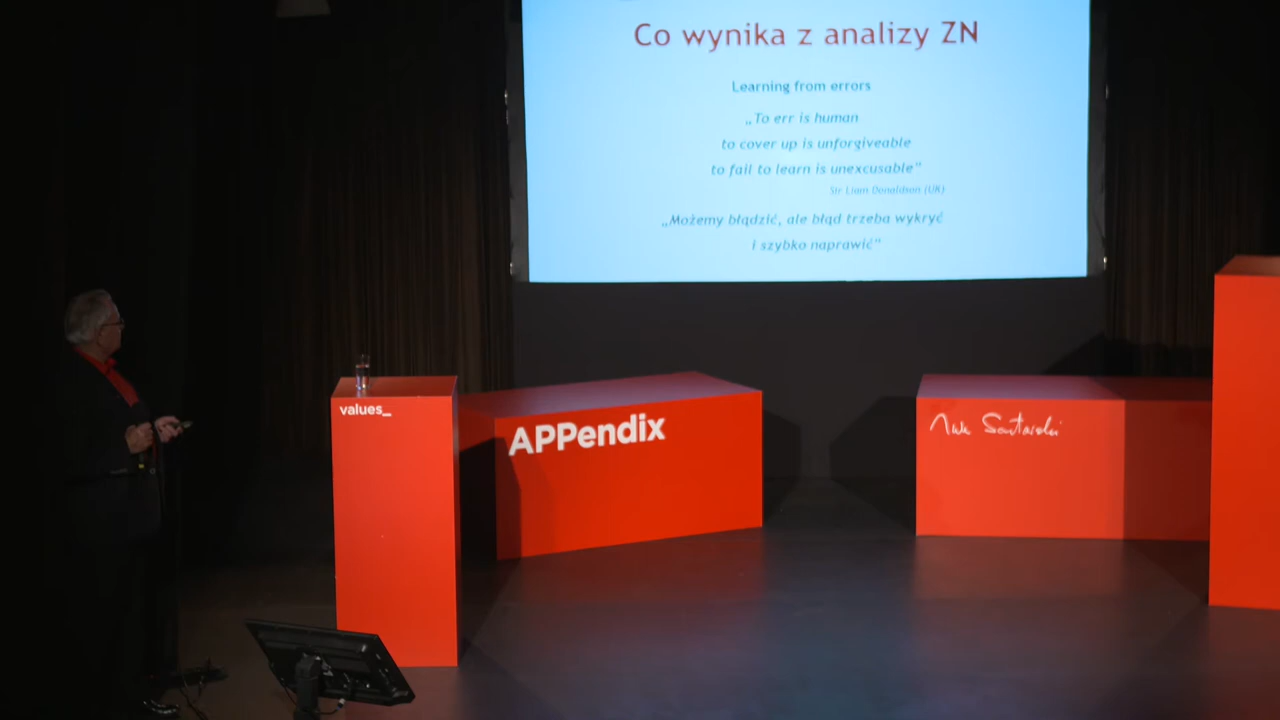 Co wynika z analizy ZN
Learning from errors
„To err is human
to cover up is unforgiveable
to fail to learn is unexcusable”
Sir Liam Donaldson (UK)
„Możemy błądzić, ale błąd trzeba wykryć
i szybko naprawić”
values_
APPendix